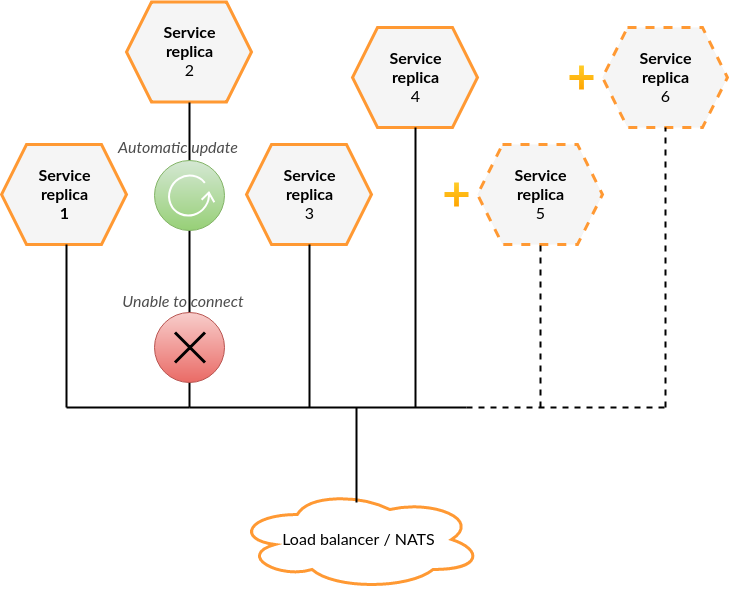 Service
replica
2
Service
replica
4
Service
replica
6
Automatic update
Service
replica
1
Service
replica
3
Service
replica
5
Unable to connect
Load balancer / NATS